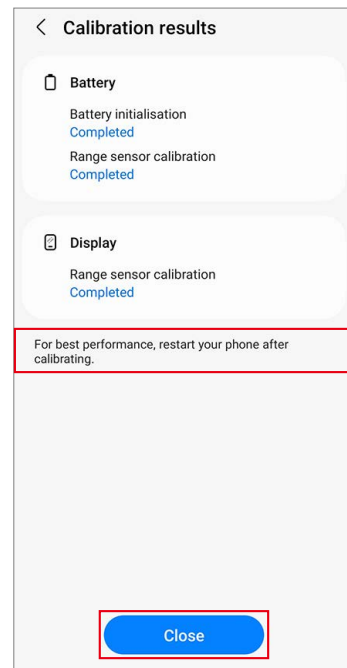 Calibration results
Battery
Battery initialisation
Completed
Range sensor calibration
Completed
Display
Range sensor calibration
Completed
For best performance, restart your phone after
calibrating.
Close